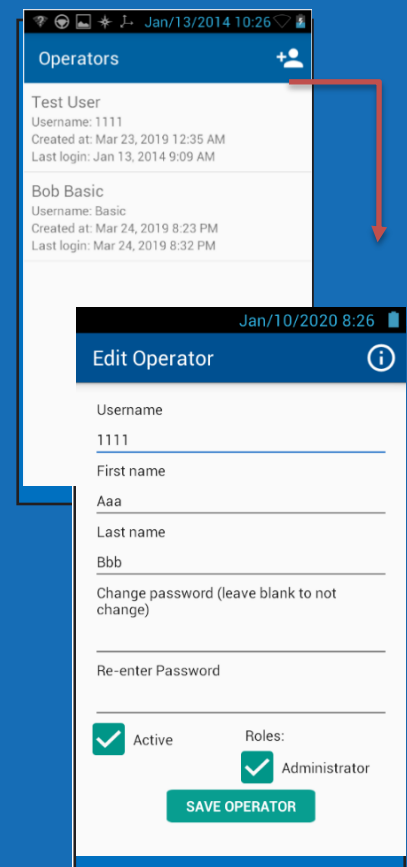 Jan/13/2014 10:26
Operators
Test User
Username: 1111
Created at: Mar 23, 2019 12:35 AM
Last login: Jan 13, 2014 9:09 AM
Bob Basic
Username: Basic
Created at: Mar 24, 2019 8:23 PM
Last login: Mar 24, 2019 8:32 PM
Jan/10/2020 8:26
Edit Operator
Username
1111
First name
Aaa
Last name
Bbb
Change password (leave blank to not
change)
Re-enter Password
Active
Roles:
Administrator
SAVE OPERATOR